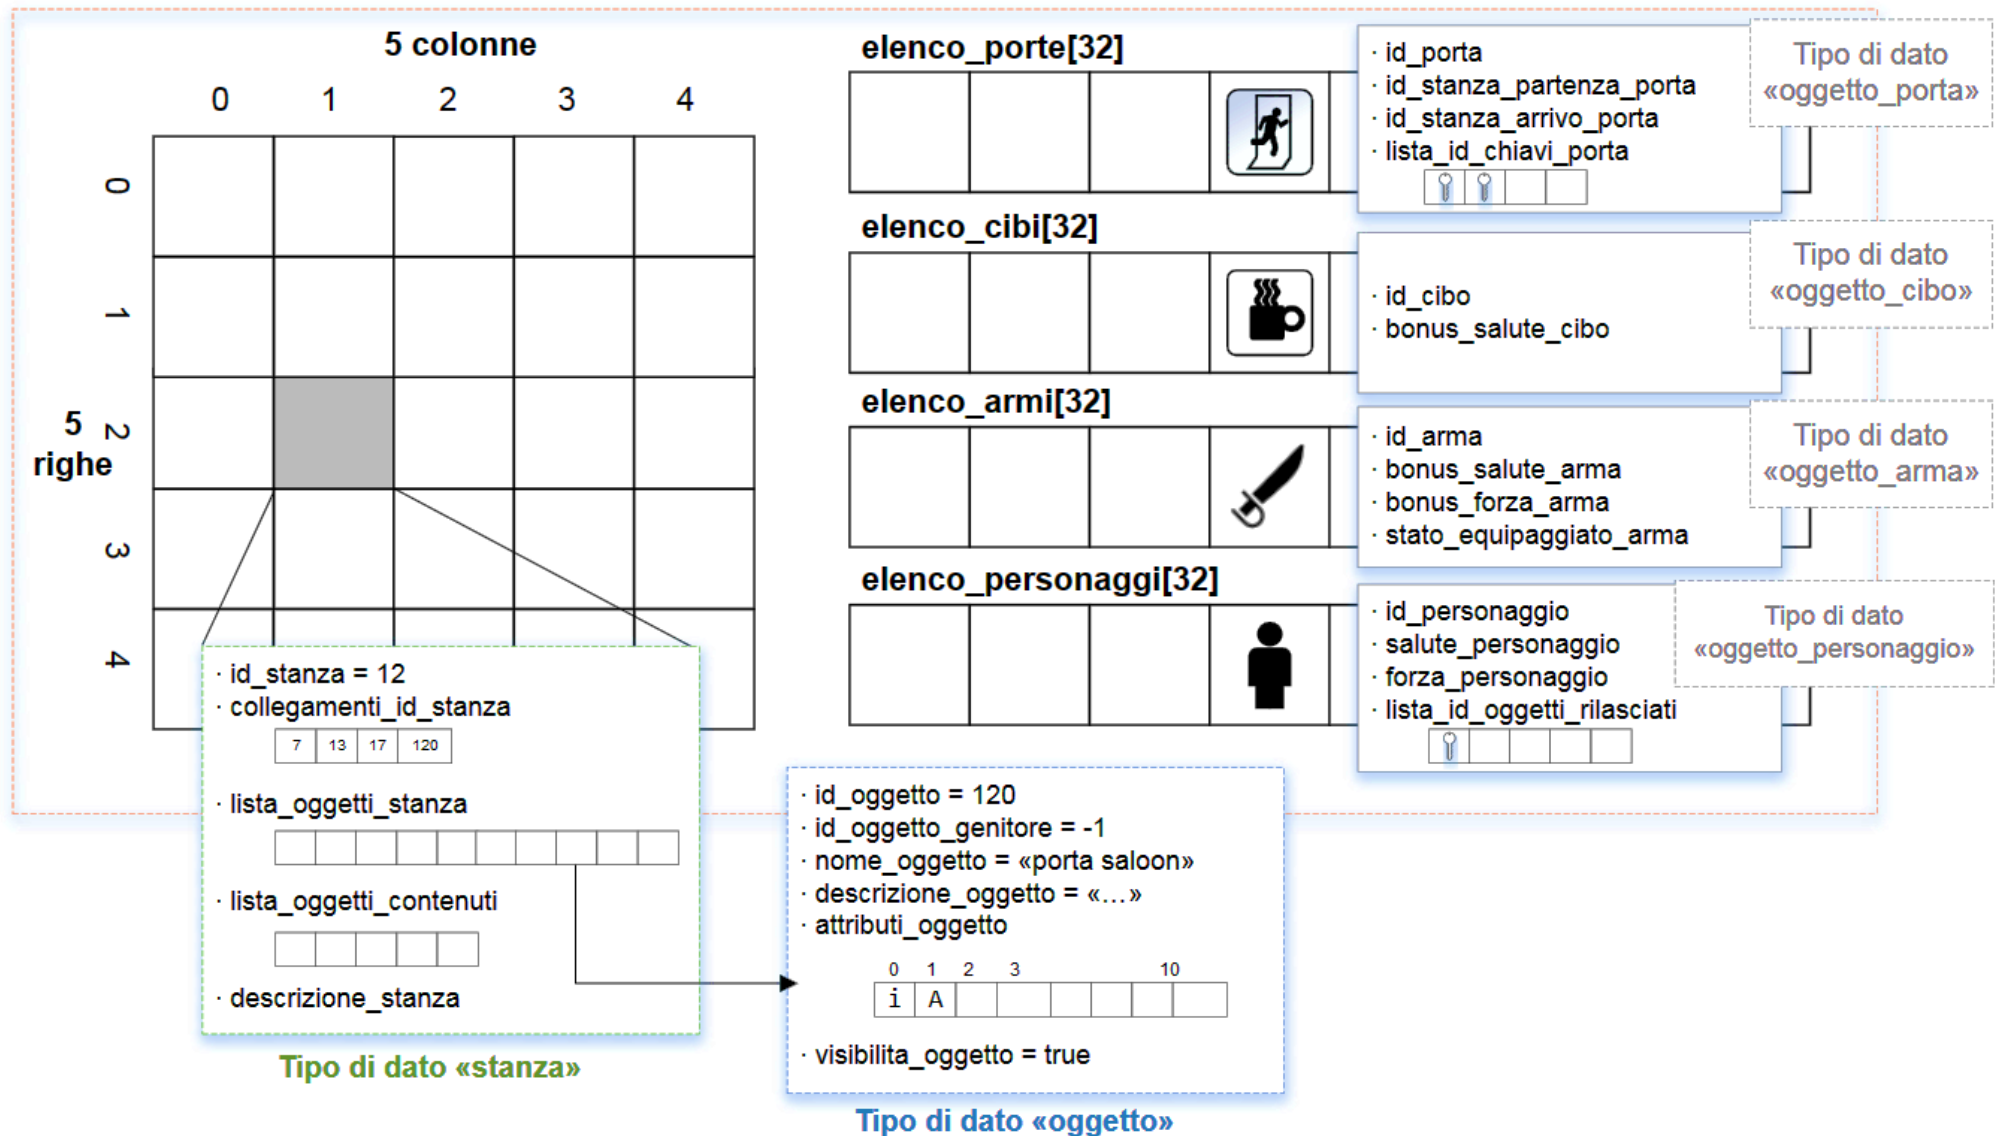 5 colonne
0 1 2 3 4
0
1
2
3
4
5
righe
· id_stanza = 12
· collegamenti_id_stanza
7 13 17 120
· lista_oggetti_stanza
· lista_oggetti_contenuti
· descrizione_stanza
Tipo di dato «stanza»
elenco_porte[32]
· id_porta
· id_stanza_partenza_porta
· id_stanza_arrivo_porta
· lista_id_chiavi_porta
Tipo di dato
«oggetto_porta»
elenco_cibi[32]
· id_cibo
· bonus_salute_cibo
Tipo di dato
«oggetto_cibo»
elenco_armi[32]
· id_arma
· bonus_salute_arma
· bonus_forza_arma
· stato_equipaggiato_arma
Tipo di dato
«oggetto_arma»
elenco_personaggi[32]
· id_personaggio
· salute_personaggio
· forza_personaggio
· lista_id_oggetti_rilasciati
Tipo di dato
«oggetto_personaggio»
· id_oggetto = 120
· id_oggetto_genitore = -1
· nome_oggetto = «porta saloon»
· descrizione_oggetto = «…»
· attributi_oggetto
0 1 2 3 10
i A
· visibilita_oggetto = true
Tipo di dato «oggetto»